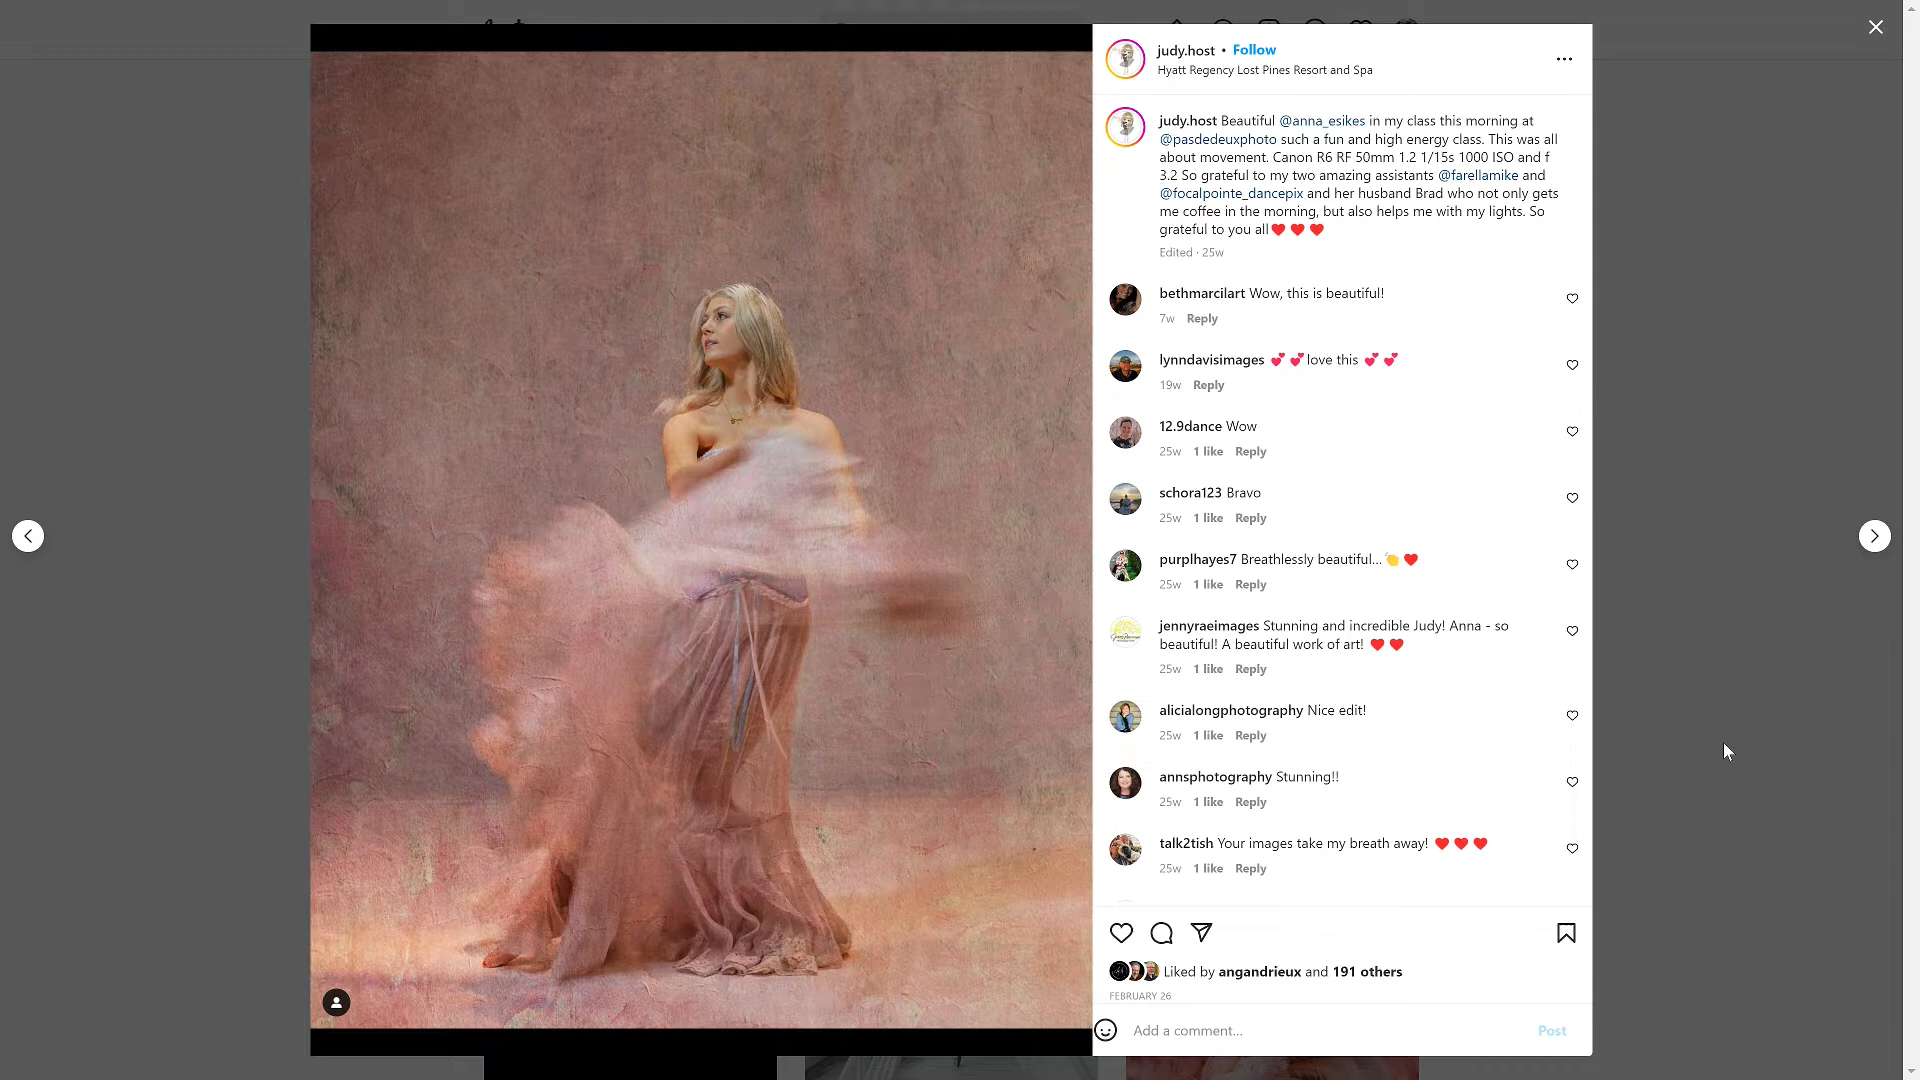 judy.host • Follow
Hyatt Regency Lost Pines Resort and Spa
judy.host Beautiful @anna_esikes in my class this morning at
@pasdedeuxphoto such a fun and high energy class. This was all
about movement. Canon R6 RF 50mm 1.2 1/15s 1000 ISO and f
3.2 So grateful to my two amazing assistants @farellamike and
@focalpointe_dancepix and her husband Brad who not only gets
me coffee in the morning, but also helps me with my lights. So
grateful to you all❤️ ❤️ ❤️
Edited · 25w
bethmarcilart Wow, this is beautiful!
7w Reply
lynndavisimages 💕 💕 love this 💕 💕
19w Reply
12.9dance Wow
25w 1 like Reply
schora123 Bravo
25w 1 like Reply
purplhayes7 Breathlessly beautiful... 👏 ❤️
25w 1 like Reply
jennyraeimages Stunning and incredible Judy! Anna - so
beautiful! A beautiful work of art! ❤️ ❤️
25w 1 like Reply
alicialongphotography Nice edit!
25w 1 like Reply
annsphotography Stunning!!
25w 1 like Reply
talk2tish Your images take my breath away! ❤️ ❤️ ❤️
25w 1 like Reply
Liked by angandrieux and 191 others
FEBRUARY 26
Add a comment... Post